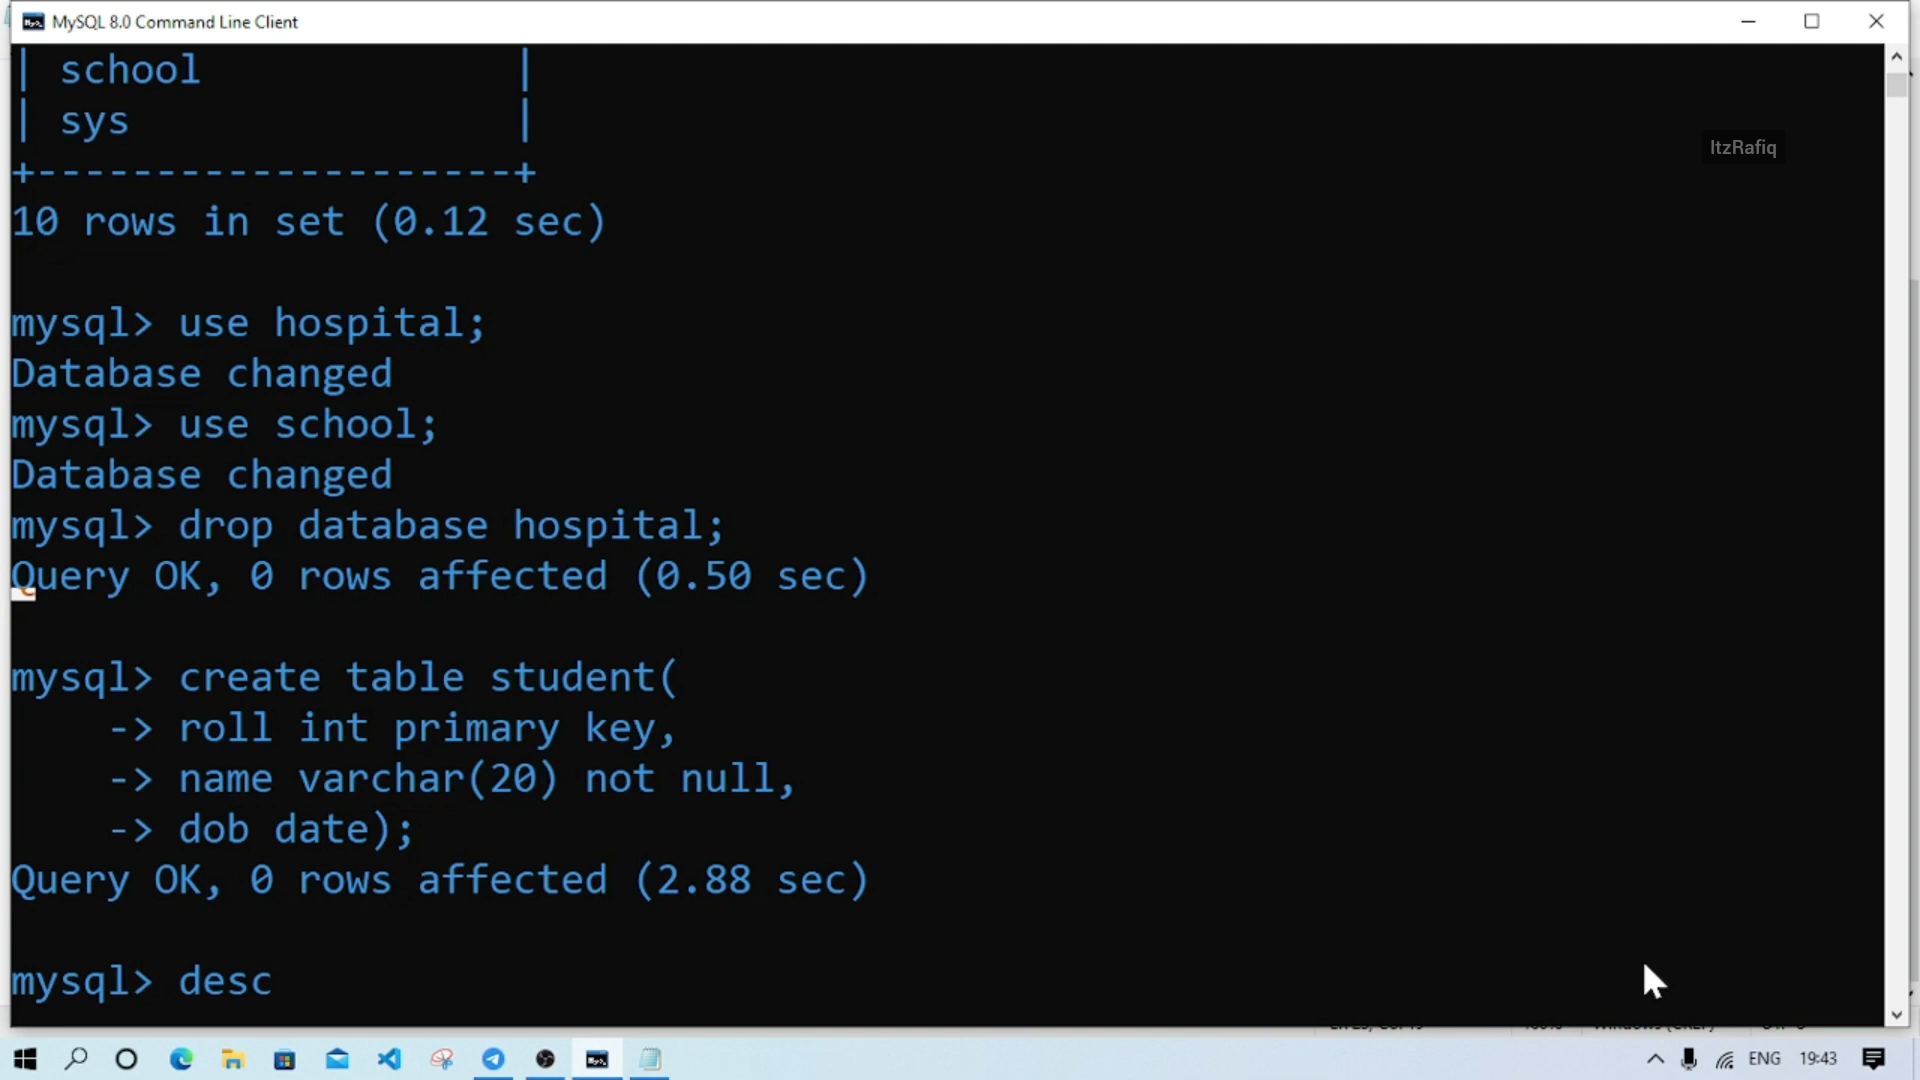 MySQL 8.0 Command Line Client
| school |
| sys |
+--------------------+
10 rows in set (0.12 sec)
ItzRafiq
mysql> use hospital;
Database changed
mysql> use school;
Database changed
mysql> drop database hospital;
Query OK, 0 rows affected (0.50 sec)
mysql> create table student(
-> roll int primary key,
-> name varchar(20) not null,
-> dob date);
Query OK, 0 rows affected (2.88 sec)
mysql> desc
ENG 19:43